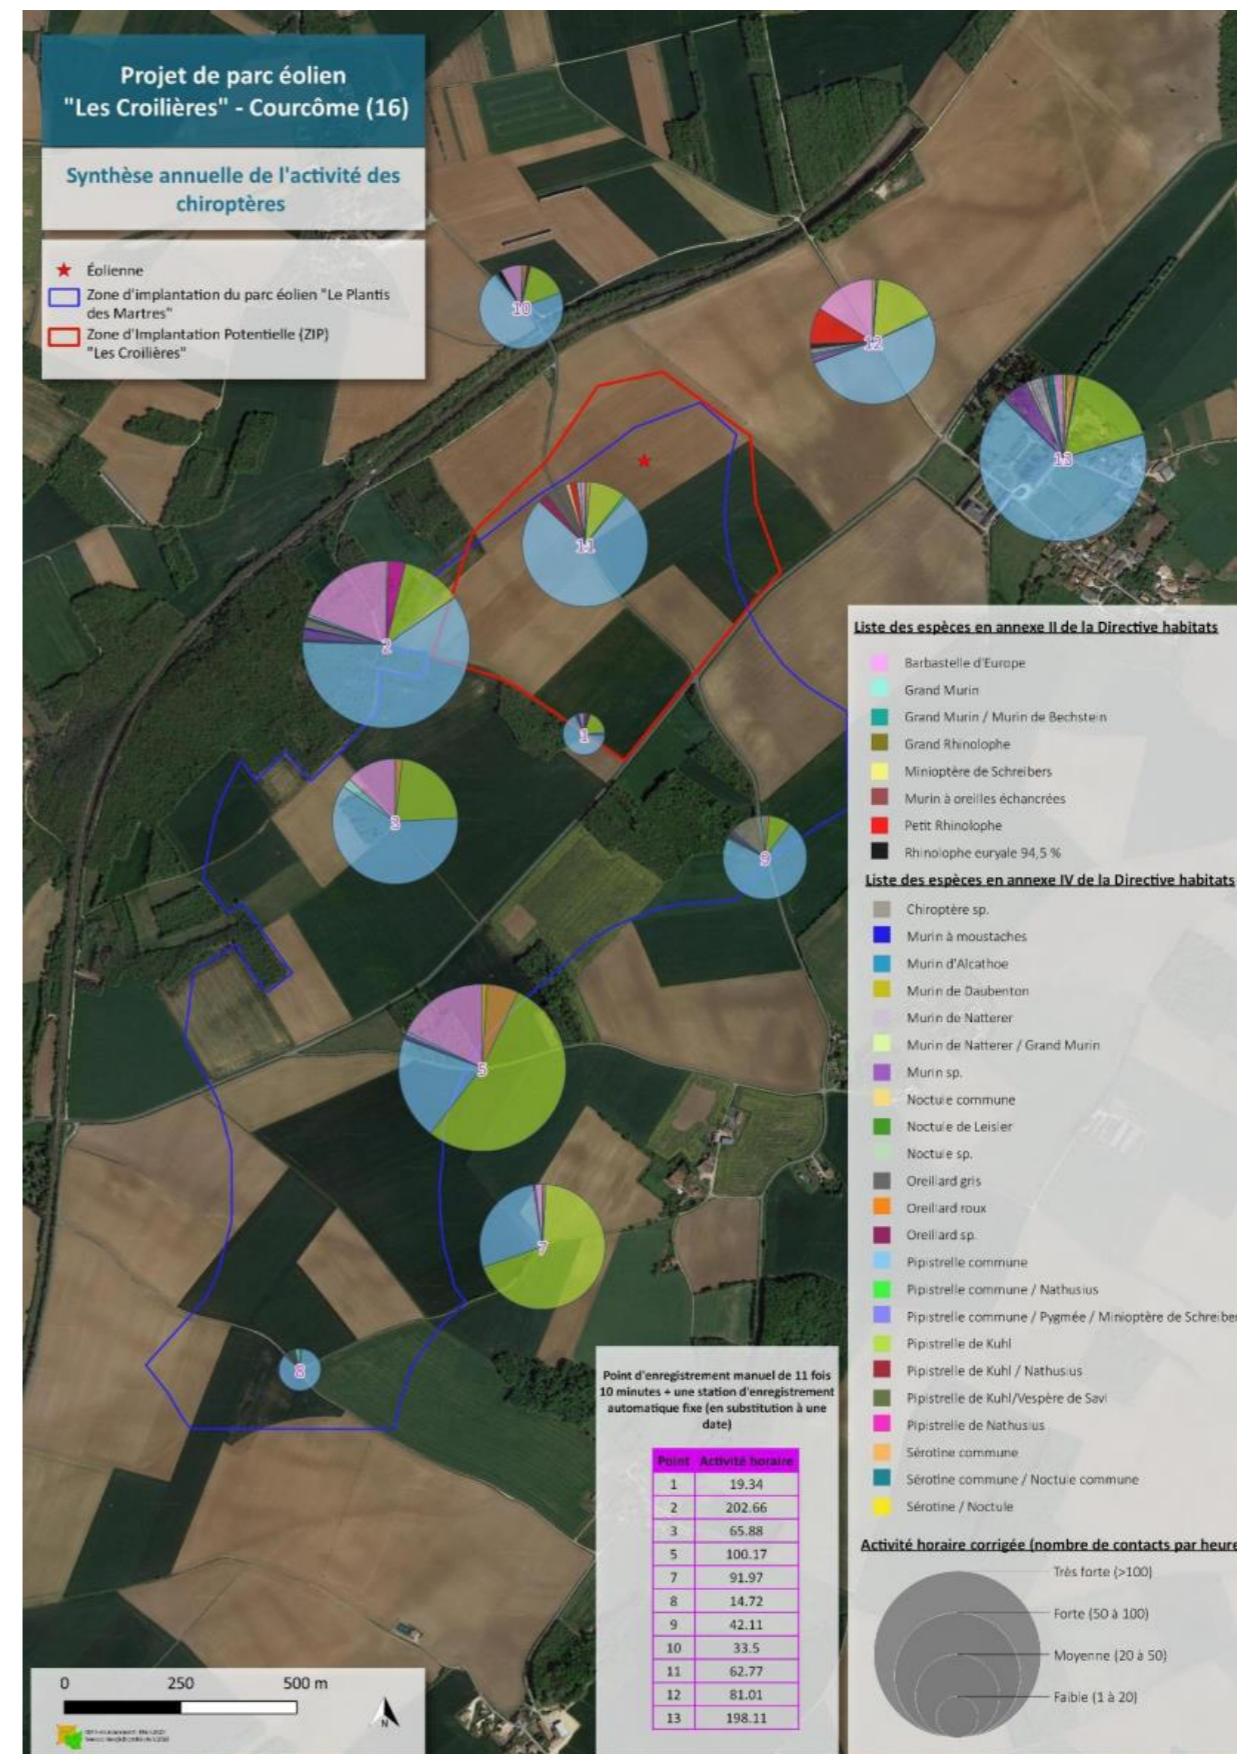 Projet de parc éolien
"Les Croilières" - Courcôme (16)
Synthèse annuelle de l'activité des
chiroptères
Éolienne
Zone d'implantation du parc éolien "Le Plantis
des Martres"
Zone d'Implantation Potentielle (ZIP)
"Les Croilières"
10
12
13
11
2
1
3
9
5
7
8
Liste des espèces en annexe II de la Directive habitats
Barbastelle d'Europe
Grand Murin
Grand Murin / Murin de Bechstein
Grand Rhinolophe
Minioptère de Schreibers
Murin à oreilles échancrées
Petit Rhinolophe
Rhinolophe euryale 94,5 %
Liste des espèces en annexe IV de la Directive habitats
Chiroptère sp.
Murin à moustaches
Murin d'Alcathoe
Murin de Daubenton
Murin de Natterer
Murin de Natterer / Grand Murin
Murin sp.
Noctule commune
Noctule de Leisler
Noctule sp.
Oreillard gris
Oreillard roux
Oreillard sp.
Pipistrelle commune
Pipistrelle commune / Nathusius
Pipistrelle commune / Pygmée / Minioptère de Schreiber
Pipistrelle de Kuhl
Pipistrelle de Kuhl / Nathusius
Pipistrelle de Kuhl/Vespère de Savi
Pipistrelle de Nathusius
Sérotine commune
Sérotine commune / Noctule commune
Sérotine / Noctule
Activité horaire corrigée (nombre de contacts par heure
Très forte (>100)
Forte (50 à 100)
Moyenne (20 à 50)
Faible (1 à 20)
Point d'enregistrement manuel de 11 fois
10 minutes + une station d'enregistrement
automatique fixe (en substitution à une
date)
Point Activité horaire
1 19.34
2 202.66
3 65.88
5 100.17
7 91.97
8 14.72
9 42.11
10 33.5
11 62.77
12 81.01
13 198.11
0 250 500 m
N